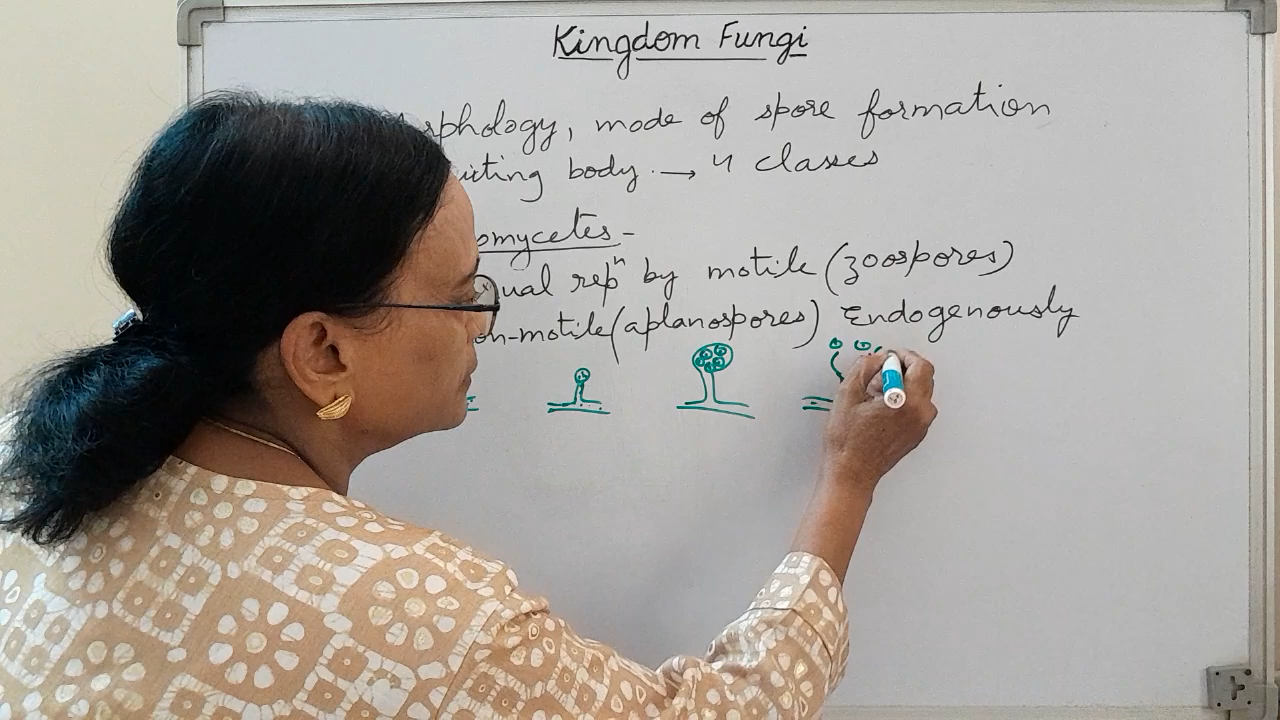 Kingdom Fungi
rphology, mode of spore formation
uiting body. → 4 classes
omycetes -
ual repⁿ by motile (zoospores)
on-motile (aplanospores) Endogenously